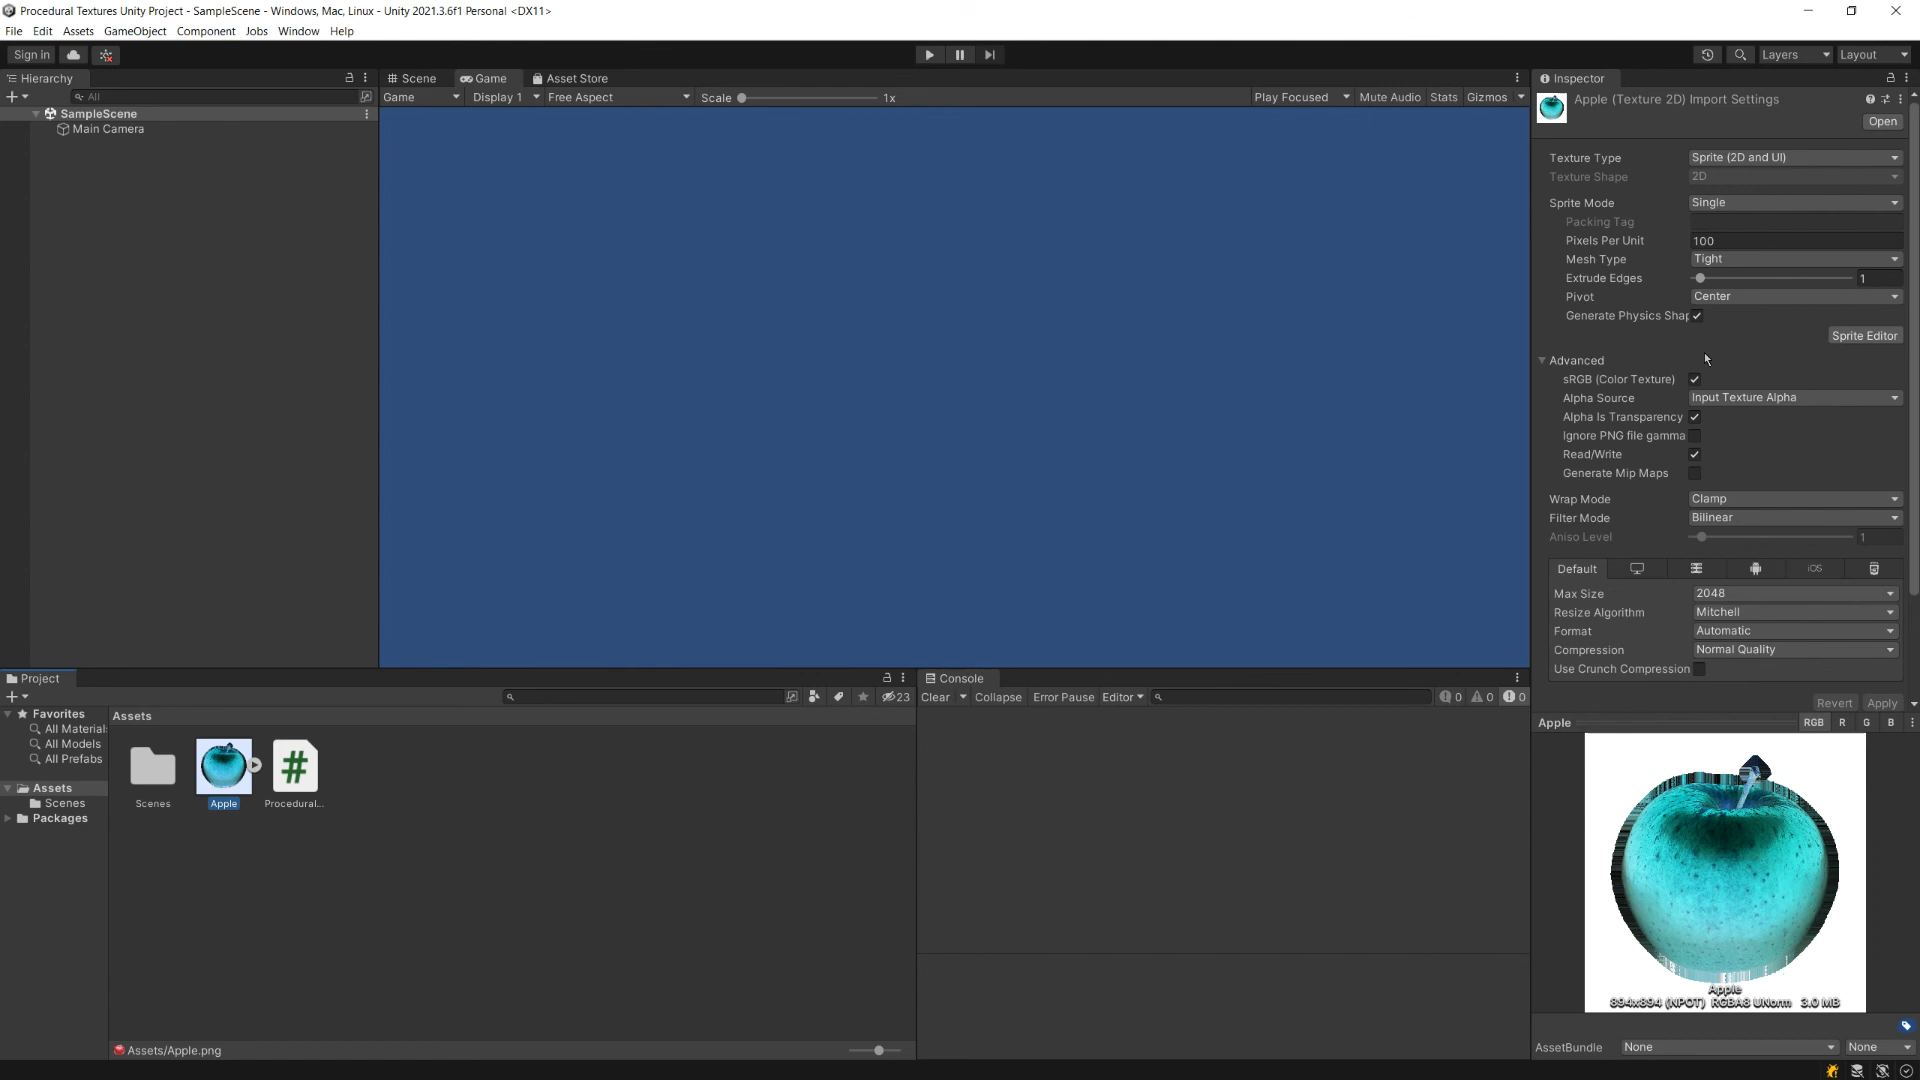 Procedural Textures Unity Project - SampleScene - Windows, Mac, Linux - Unity 2021.3.6f1 Personal <DX11>
File Edit Assets GameObject Component Jobs Window Help
Sign in
Layers
Layout
Hierarchy
All
SampleScene
Main Camera
Scene Game Asset Store
Game Display 1 Free Aspect Scale 1x Play Focused Mute Audio Stats Gizmos
Inspector
Apple (Texture 2D) Import Settings
Open
Texture Type Sprite (2D and UI)
Texture Shape 2D
Sprite Mode Single
Packing Tag
Pixels Per Unit 100
Mesh Type Tight
Extrude Edges 1
Pivot Center
Generate Physics Shap
Sprite Editor
Advanced
sRGB (Color Texture)
Alpha Source Input Texture Alpha
Alpha Is Transparency
Ignore PNG file gamma
Read/Write
Generate Mip Maps
Wrap Mode Clamp
Filter Mode Bilinear
Aniso Level 1
Default iOS
Max Size 2048
Resize Algorithm Mitchell
Format Automatic
Compression Normal Quality
Use Crunch Compression
Revert Apply
Apple RGB R G B
Apple
894x894 (NPOT) RGBA8 UNorm 3.0 MB
AssetBundle None None
Project
23
Favorites
All Material
All Models
All Prefabs
Assets
Scenes
Packages
Assets
Scenes
Apple
#
Procedural...
Assets/Apple.png
Console
Clear Collapse Error Pause Editor 0 0 0